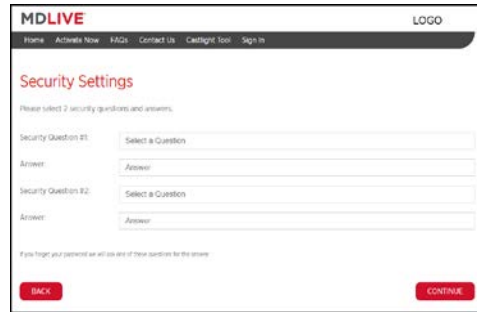 MDLIVE LOGO
Home Activate Now FAQs Contact Us Castlight Tool Sign In
Security Settings
Please select 2 security questions and answers.
Security Question #1: Select a Question
Answer: Answer
Security Question #2: Select a Question
Answer: Answer
If you forget your password we will ask one of these questions for the answer
BACK CONTINUE